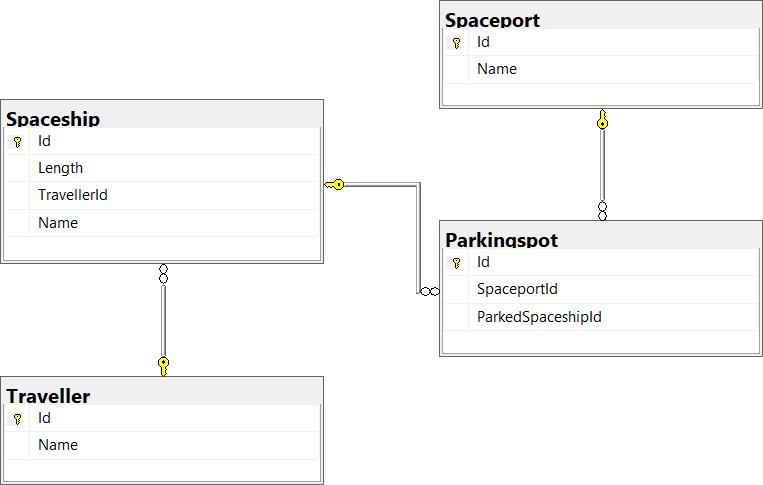 Spaceport
Id
Name
Spaceship
Id
Length
TravellerId
Name
Parkingspot
Id
SpaceportId
ParkedSpaceshipId
Traveller
Id
Name